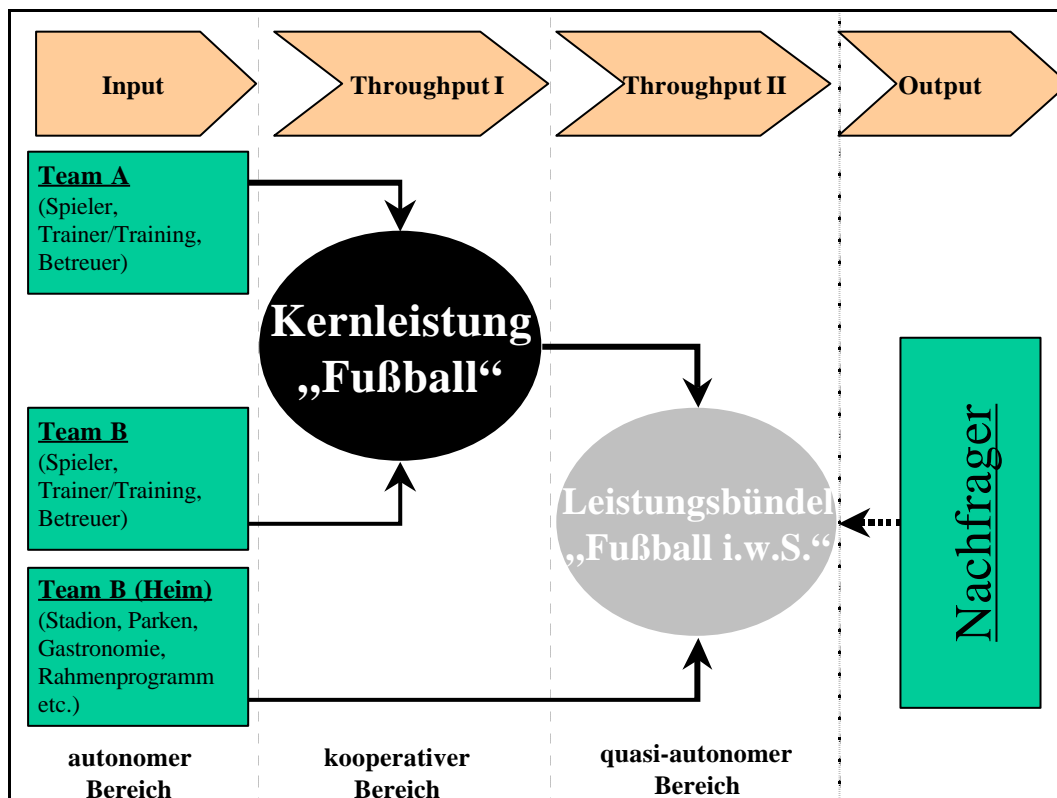 Input
Throughput I
Throughput II
Output
Team A
(Spieler,
Trainer/Training,
Betreuer)
Kernleistung
„Fußball“
Team B
(Spieler,
Trainer/Training,
Betreuer)
Leistungsbündel
„Fußball i.w.S.“
Nachfrager
Team B (Heim)
(Stadion, Parken,
Gastronomie,
Rahmenprogramm
etc.)
autonomer
Bereich
kooperativer
Bereich
quasi-autonomer
Bereich